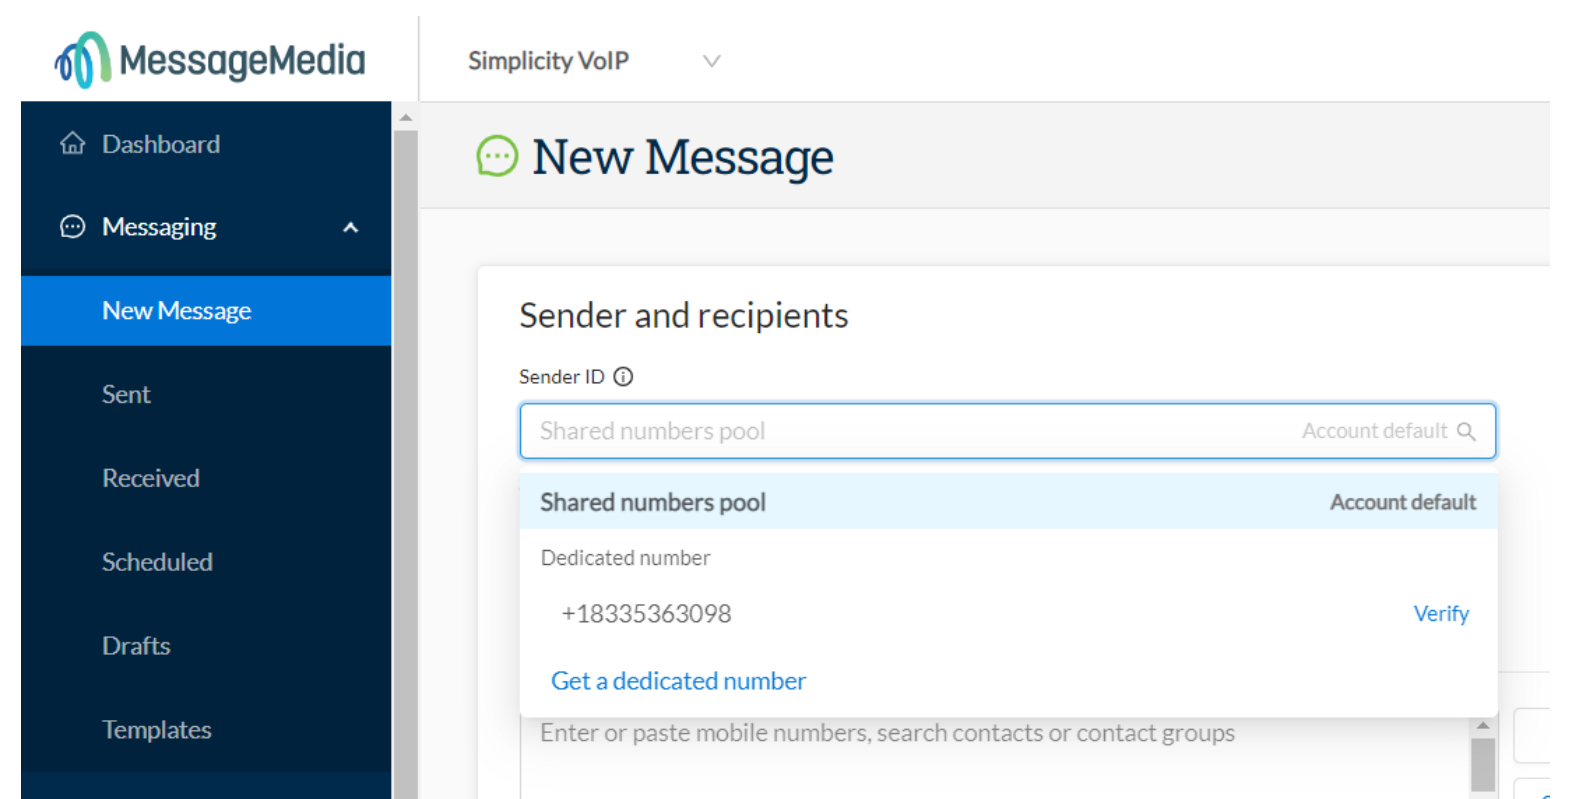 MessageMedia
Simplicity VoIP
Dashboard
Messaging
New Message
Sent
Received
Scheduled
Drafts
Templates
New Message
Sender and recipients
Sender ID
Shared numbers pool Account default
Shared numbers pool Account default
Dedicated number
+18335363098 Verify
Get a dedicated number
Enter or paste mobile numbers, search contacts or contact groups